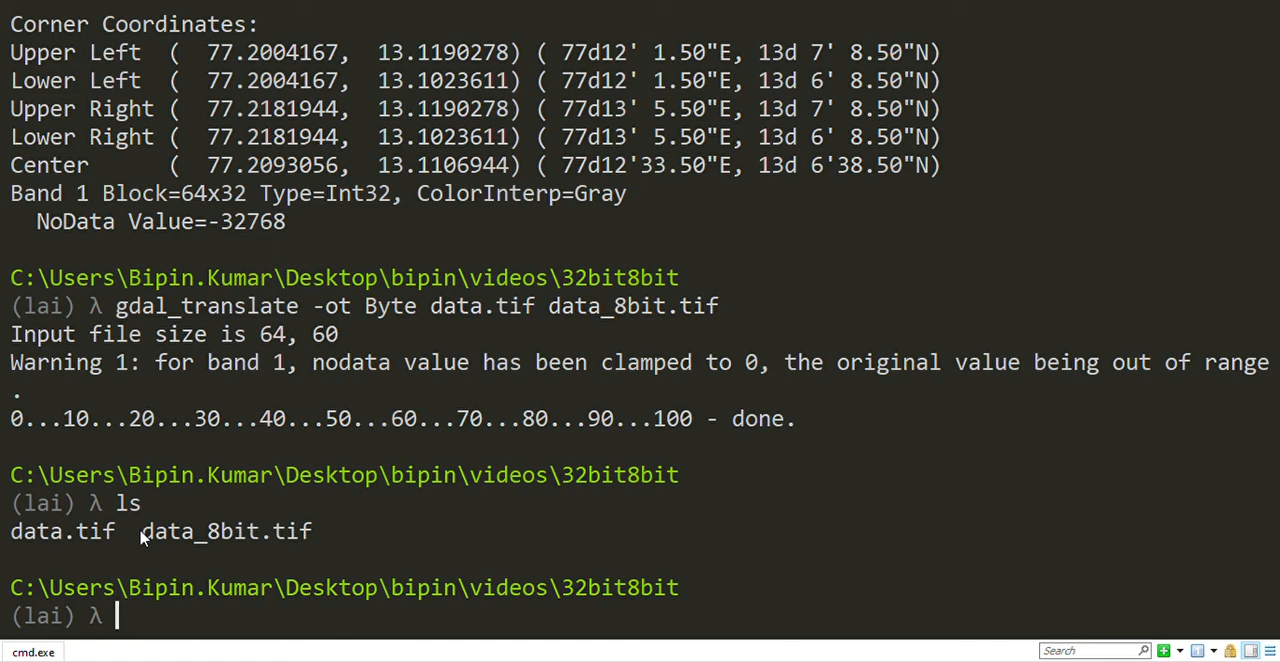 Corner Coordinates:
Upper Left  (  77.2004167,  13.1190278) ( 77d12' 1.50"E, 13d 7' 8.50"N)
Lower Left  (  77.2004167,  13.1023611) ( 77d12' 1.50"E, 13d 6' 8.50"N)
Upper Right (  77.2181944,  13.1190278) ( 77d13' 5.50"E, 13d 7' 8.50"N)
Lower Right (  77.2181944,  13.1023611) ( 77d13' 5.50"E, 13d 6' 8.50"N)
Center      (  77.2093056,  13.1106944) ( 77d12'33.50"E, 13d 6'38.50"N)
Band 1 Block=64x32 Type=Int32, ColorInterp=Gray
  NoData Value=-32768
C:\Users\Bipin.Kumar\Desktop\bipin\videos\32bit8bit
(lai) λ gdal_translate -ot Byte data.tif data_8bit.tif
Input file size is 64, 60
Warning 1: for band 1, nodata value has been clamped to 0, the original value being out of range
.
0...10...20...30...40...50...60...70...80...90...100 - done.
C:\Users\Bipin.Kumar\Desktop\bipin\videos\32bit8bit
(lai) λ ls
data.tif  data_8bit.tif
C:\Users\Bipin.Kumar\Desktop\bipin\videos\32bit8bit
(lai) λ
cmd.exe
Search